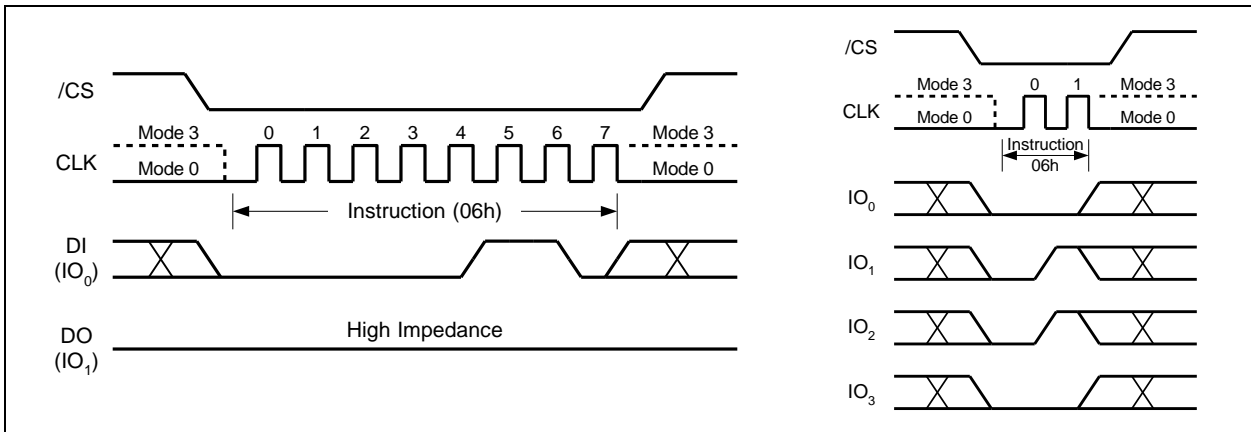 /CS
Mode 3 0 1 2 3 4 5 6 7 Mode 3
CLK Mode 0 Mode 0
Instruction (06h)
DI
(IO0)
High Impedance
DO
(IO1)
/CS
Mode 3 0 1 Mode 3
CLK Mode 0 Mode 0
Instruction
06h
IO0
IO1
IO2
IO3